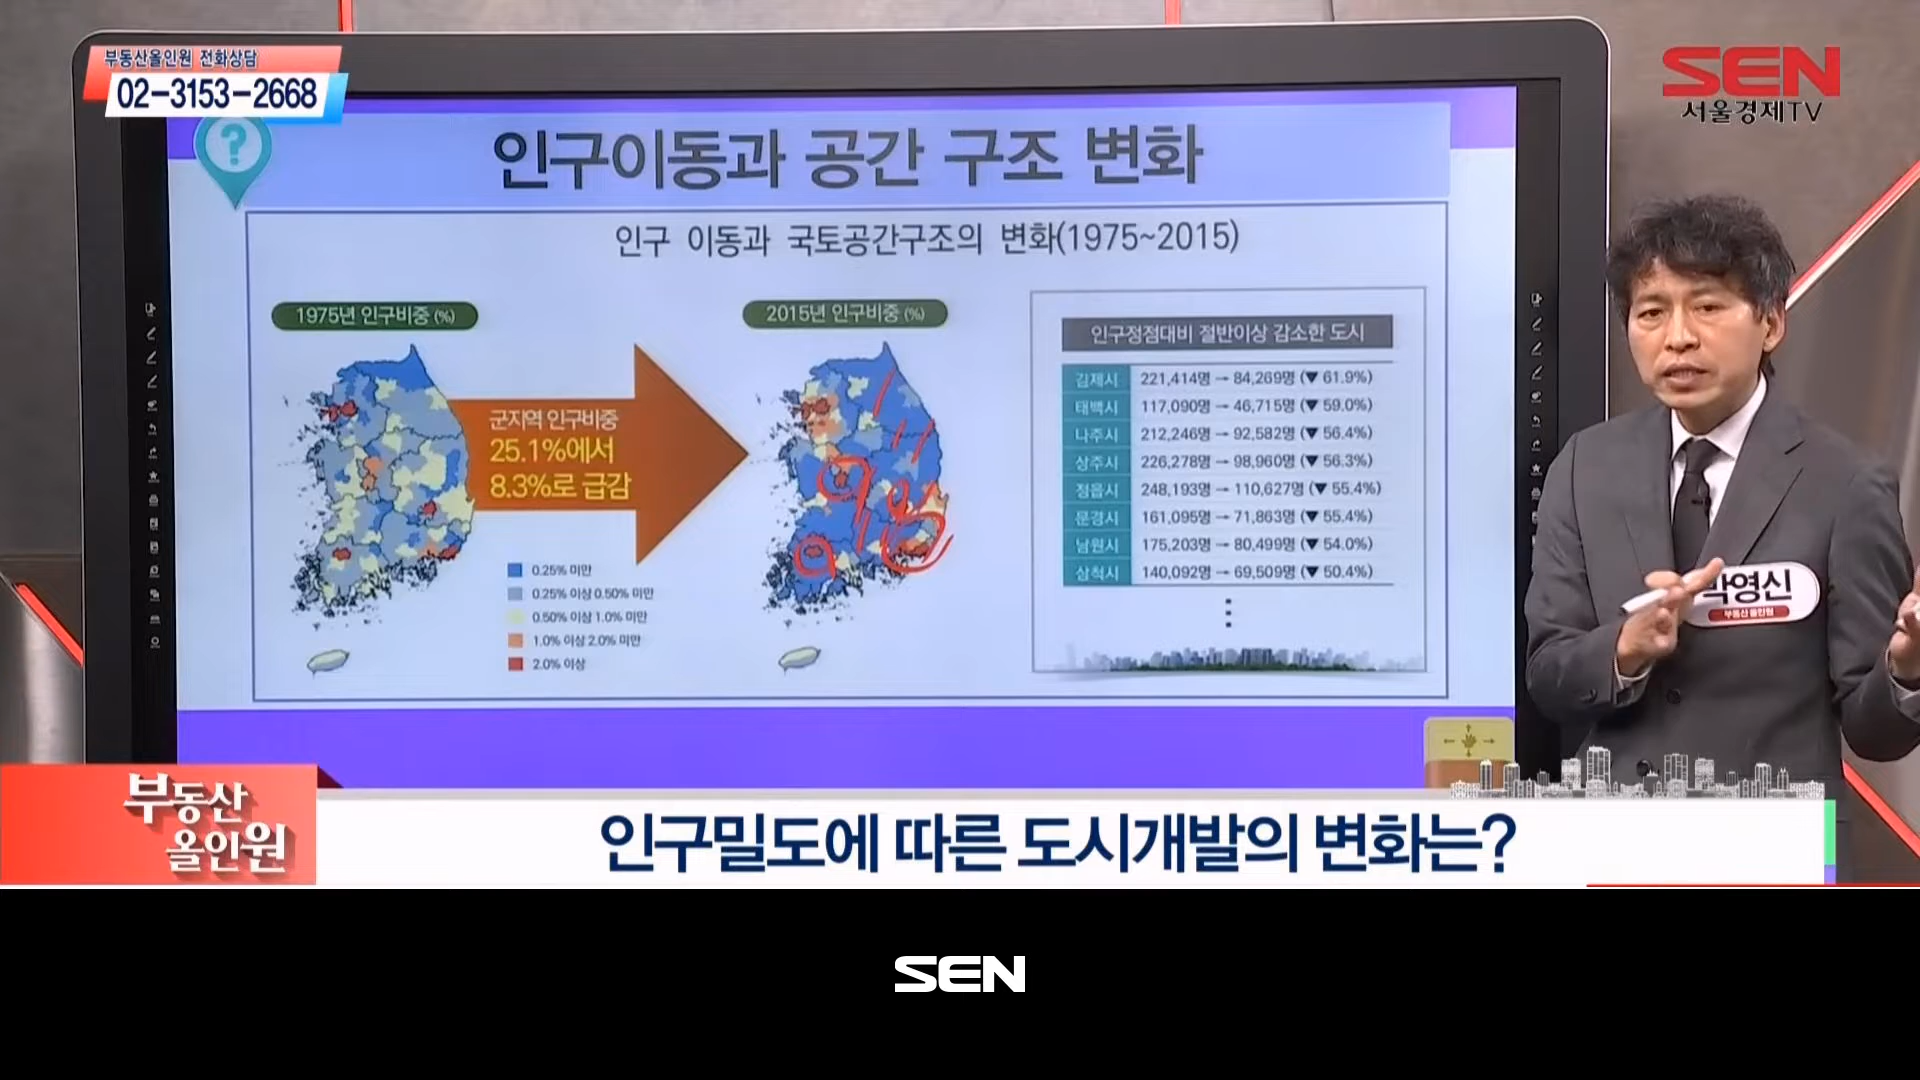 부동산올인원 전화상담
02-3153-2668
SEN
서울경제TV
?
인구이동과 공간 구조 변화
인구 이동과 국토공간구조의 변화(1975~2015)
1975년 인구비중 (%)
2015년 인구비중 (%)
군지역 인구비중
25.1%에서
8.3%로 급감
0.25% 미만
0.25% 이상 0.50% 미만
0.50% 이상 1.0% 미만
1.0% 이상 2.0% 미만
2.0% 이상
인구정점대비 절반이상 감소한 도시
김제시 221,414명 → 84,269명 (▼ 61.9%)
태백시 117,090명 → 46,715명 (▼ 59.0%)
나주시 212,246명 → 92,582명 (▼ 56.4%)
상주시 226,278명 → 98,960명 (▼ 56.3%)
정읍시 248,193명 → 110,627명 (▼ 55.4%)
문경시 161,095명 → 71,863명 (▼ 55.4%)
남원시 175,203명 → 80,499명 (▼ 54.0%)
삼척시 140,092명 → 69,509명 (▼ 50.4%)
박영신
부동산 올인원
부동산
올인원
인구밀도에 따른 도시개발의 변화는?
SEN